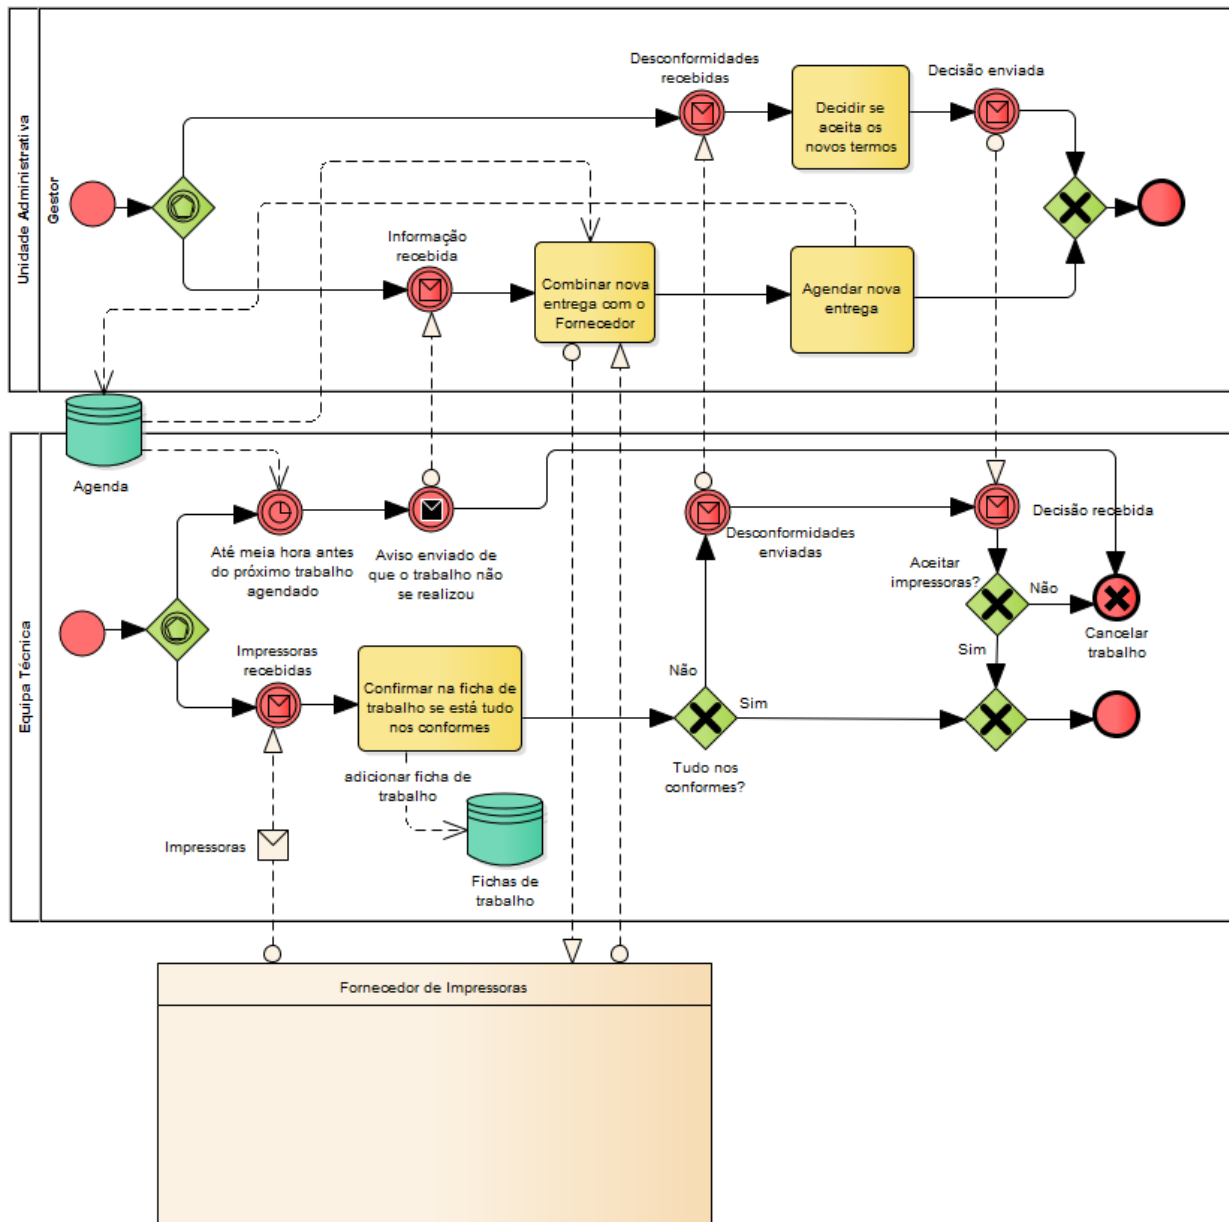 Unidade Administrativa
Gestor
Desconformidades
recebidas
Decidir se
aceita os
novos termos
Decisão enviada
Informação
recebida
Combinar nova
entrega com o
Fornecedor
Agendar nova
entrega
Agenda
Equipa Técnica
Até meia hora antes
do próximo trabalho
agendado
Aviso enviado de
que o trabalho não
se realizou
Desconformidades
enviadas
Decisão recebida
Aceitar
impressoras?
Não
Cancelar
trabalho
Sim
Impressoras
recebidas
Confirmar na ficha de
trabalho se está tudo
nos conformes
Não
Sim
Tudo nos
conformes?
adicionar ficha de
trabalho
Impressoras
Fichas de
trabalho
Fornecedor de Impressoras